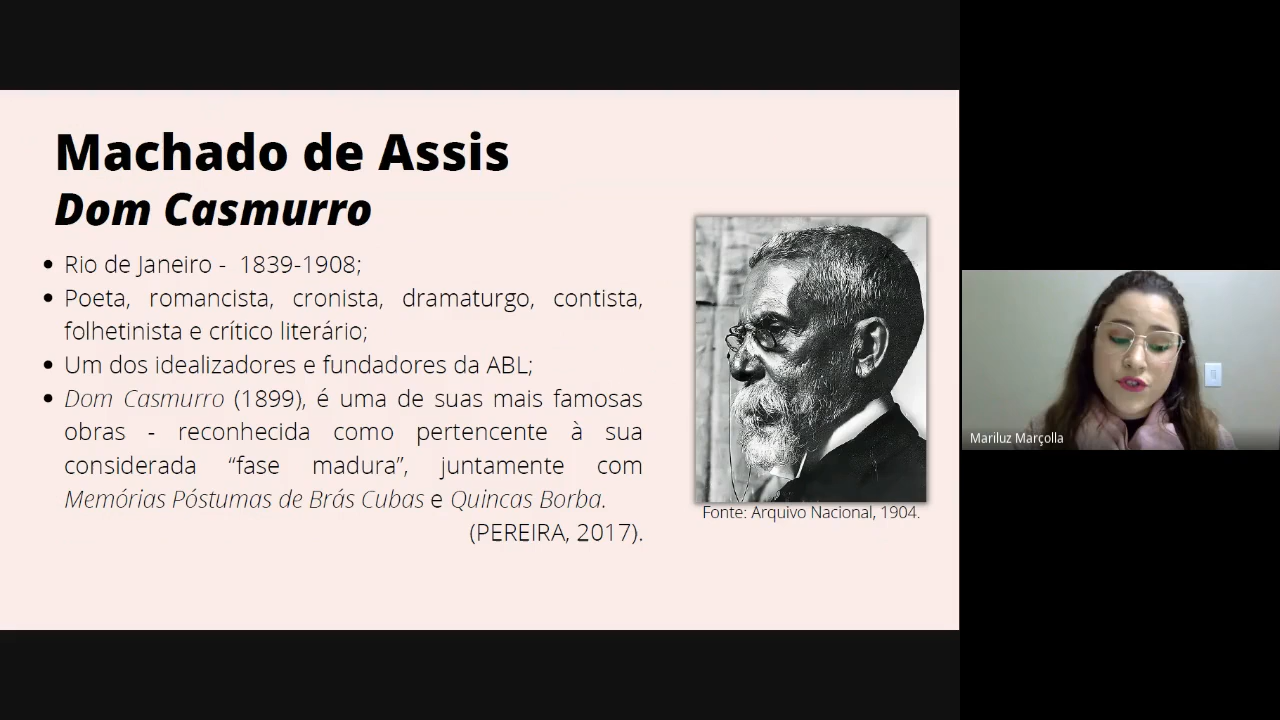 Machado de Assis
Dom Casmurro
• Rio de Janeiro - 1839-1908;
• Poeta, romancista, cronista, dramaturgo, contista,
folhetinista e crítico literário;
• Um dos idealizadores e fundadores da ABL;
• Dom Casmurro (1899), é uma de suas mais famosas
obras - reconhecida como pertencente à sua
considerada “fase madura”, juntamente com
Memórias Póstumas de Brás Cubas e Quincas Borba.
(PEREIRA, 2017).
Fonte: Arquivo Nacional, 1904.
Mariluz Marçolla